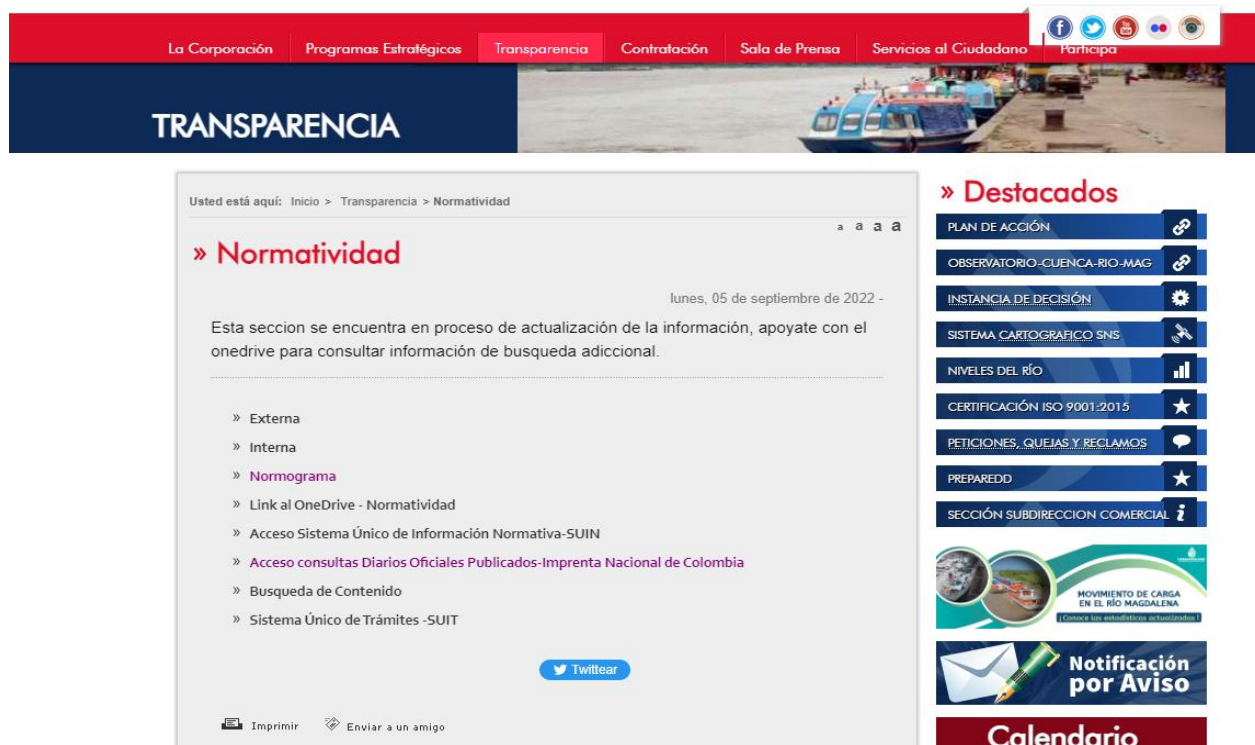 La Corporación
Programas Estratégicos
Transparencia
Contratación
Sala de Prensa
Servicios al Ciudadano
Participa
TRANSPARENCIA
Usted está aquí: Inicio > Transparencia > Normatividad
a a a a
» Normatividad
lunes, 05 de septiembre de 2022 -
Esta seccion se encuentra en proceso de actualización de la información, apoyate con el
onedrive para consultar información de busqueda adiccional.
» Externa
» Interna
» Normograma
» Link al OneDrive - Normatividad
» Acceso Sistema Único de Información Normativa-SUIN
» Acceso consultas Diarios Oficiales Publicados-Imprenta Nacional de Colombia
» Busqueda de Contenido
» Sistema Único de Trámites -SUIT
Twittear
Imprimir
Enviar a un amigo
» Destacados
PLAN DE ACCIÓN
OBSERVATORIO-CUENCA-RIO-MAG
INSTANCIA DE DECISIÓN
SISTEMA CARTOGRAFICO SNS
NIVELES DEL RÍO
CERTIFICACIÓN ISO 9001:2015
PETICIONES, QUEJAS Y RECLAMOS
PREPAREDD
SECCIÓN SUBDIRECCION COMERCIAL
MOVIMIENTO DE CARGA
EN EL RÍO MAGDALENA
¡Conoce las estadísticas actualizadas!
Notificación
por Aviso
Calendario